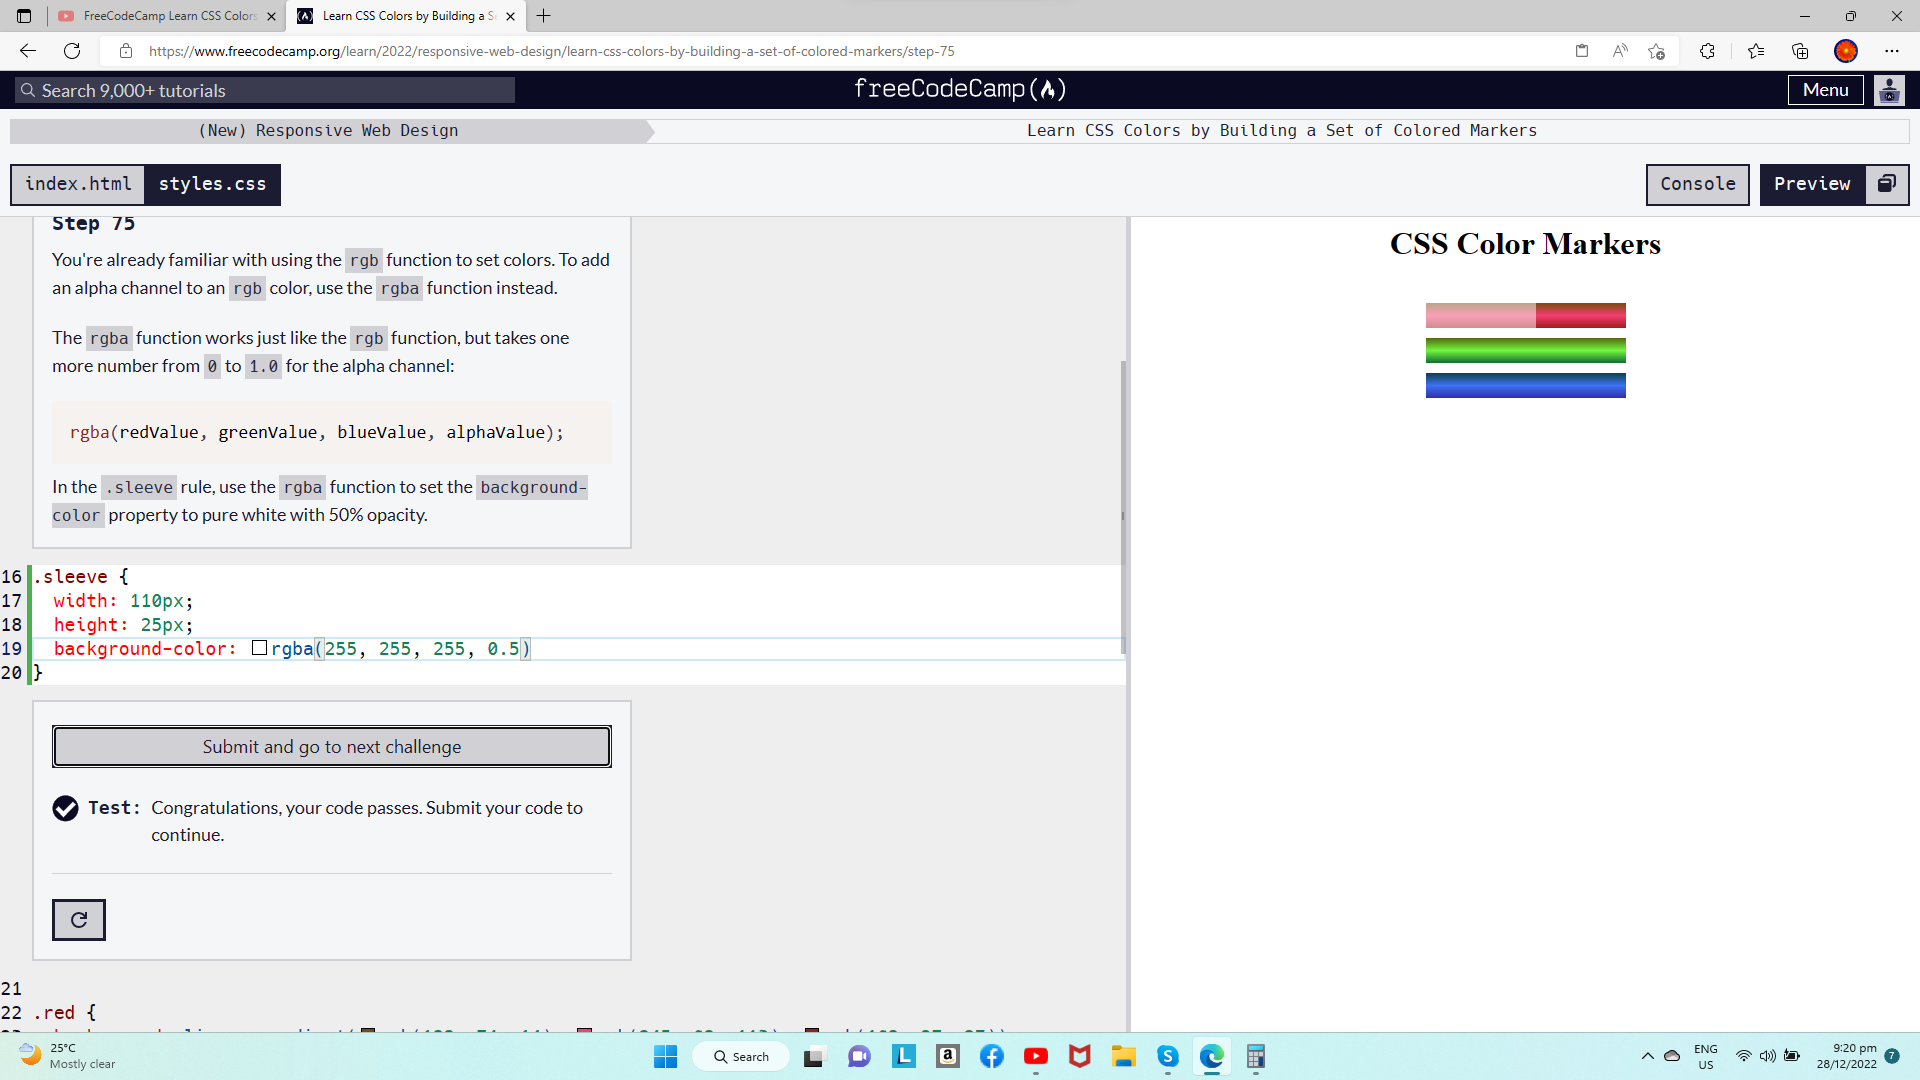 FreeCodeCamp Learn CSS Colors
Learn CSS Colors by Building a Se
https://www.freecodecamp.org/learn/2022/responsive-web-design/learn-css-colors-by-building-a-set-of-colored-markers/step-75
Search 9,000+ tutorials
freeCodeCamp
Menu
(New) Responsive Web Design
Learn CSS Colors by Building a Set of Colored Markers
index.html
styles.css
Console
Preview
Step 75
You're already familiar with using the rgb function to set colors. To add
an alpha channel to an rgb color, use the rgba function instead.
The rgba function works just like the rgb function, but takes one
more number from 0 to 1.0 for the alpha channel:
rgba(redValue, greenValue, blueValue, alphaValue);
In the .sleeve rule, use the rgba function to set the background-
color property to pure white with 50% opacity.
16 .sleeve {
17 width: 110px;
18 height: 25px;
19 background-color: rgba(255, 255, 255, 0.5)
20 }
Submit and go to next challenge
Test: Congratulations, your code passes. Submit your code to
continue.
21
22 .red {
CSS Color Markers
25°C
Mostly clear
Search
L
a
S
ENG
US
9:20 pm
28/12/2022
7